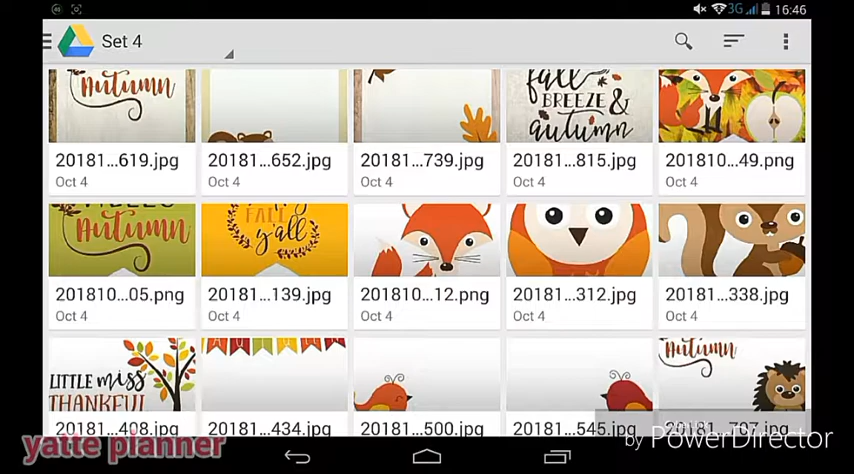 3G 16:46
Set 4
Autumn
fall
BREEZE &
autumn
20181...619.jpg
Oct 4
20181...652.jpg
Oct 4
20181...739.jpg
Oct 4
20181...815.jpg
Oct 4
201810...49.png
Oct 4
Autumn
FALL
y'all
201810...05.png
Oct 4
20181...139.jpg
Oct 4
201810...12.png
Oct 4
20181...312.jpg
Oct 4
20181...338.jpg
Oct 4
LITTLE miss
THANKFUL
Autumn
20181...408.jpg
20181...434.jpg
20181...500.jpg
20181...545.jpg
20181...707.jpg
yatte planner
by PowerDirector